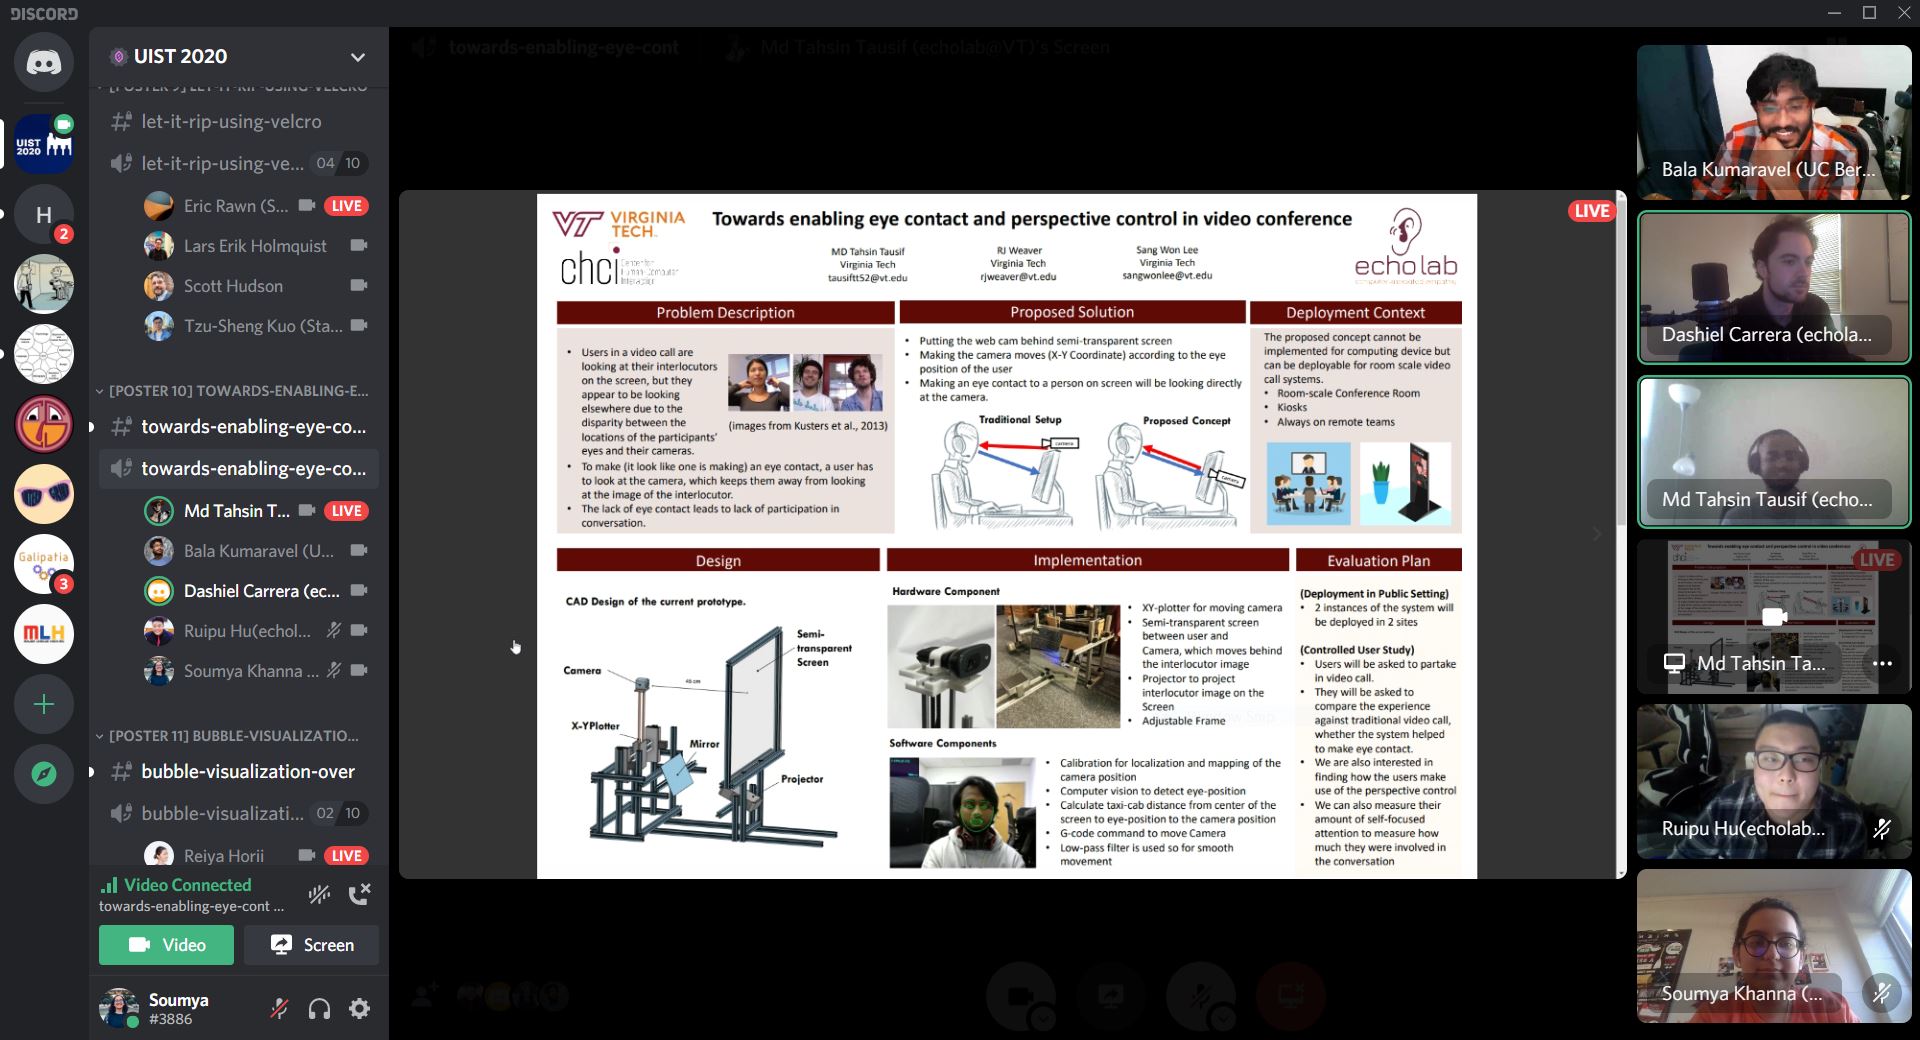 DISCORD
UIST 2020
[POSTER 9] LET-IT-RIP-USING-VELCRO
let-it-rip-using-velcro
let-it-rip-using-ve... 04 10
Eric Rawn (S... LIVE
Lars Erik Holmquist
Scott Hudson
Tzu-Sheng Kuo (Sta...
[POSTER 10] TOWARDS-ENABLING-E...
towards-enabling-eye-co...
towards-enabling-eye-co...
Md Tahsin T... LIVE
Bala Kumaravel (U...
Dashiel Carrera (ec...
Ruipu Hu(echol...
Soumya Khanna ...
[POSTER 11] BUBBLE-VISUALIZATIO...
bubble-visualization-over
bubble-visualizati... 02 10
Reiya Horii LIVE
Video Connected
towards-enabling-eye-cont ...
Video Screen
Soumya
#3886
UIST
2020
H
2
Galipatia
3
MLH
towards-enabling-eye-cont
Md Tahsin Tausif (echolab@VT)'s Screen
LIVE
VIRGINIA
TECH
chci
Center for
Human-Computer
Interaction
Towards enabling eye contact and perspective control in video conference
MD Tahsin Tausif
Virginia Tech
tausiftt52@vt.edu
RJ Weaver
Virginia Tech
rjweaver@vt.edu
Sang Won Lee
Virginia Tech
sangwonlee@vt.edu
echo lab
Problem Description
• Users in a video call are
looking at their interlocutors
on the screen, but they
appear to be looking
elsewhere due to the
disparity between the
locations of the participants'
eyes and their cameras.
(images from Kusters et al., 2013)
• To make (it look like one is making) an eye contact, a user has
to look at the camera, which keeps them away from looking
at the image of the interlocutor.
• The lack of eye contact leads to lack of participation in
conversation.
Proposed Solution
• Putting the web cam behind semi-transparent screen
• Making the camera moves (X-Y Coordinate) according to the eye
position of the user
• Making an eye contact to a person on screen will be looking directly
at the camera.
Traditional Setup
camera
Proposed Concept
camera
Deployment Context
The proposed concept cannot be
implemented for computing device but
can be deployable for room scale video
call systems.
• Room-scale Conference Room
• Kiosks
• Always on remote teams
Design
CAD Design of the current prototype.
Semi-
transparent
Screen
Camera
45 cm
X-YPlotter
Mirror
Projector
Implementation
Hardware Component
• XY-plotter for moving camera
• Semi-transparent screen
between user and
Camera, which moves behind
the interlocutor image
• Projector to project
interlocutor image on the
Screen
• Adjustable Frame
Software Components
• Calibration for localization and mapping of the
camera position
• Computer vision to detect eye-position
• Calculate taxi-cab distance from center of the
screen to eye-position to the camera position
• G-code command to move Camera
• Low-pass filter is used so for smooth
movement
Evaluation Plan
(Deployment in Public Setting)
• 2 instances of the system will
be deployed in 2 sites
(Controlled User Study)
• Users will be asked to partake
in video call.
• They will be asked to
compare the experience
against traditional video call,
whether the system helped
to make eye contact.
• We are also interested in
finding how the users make
use of the perspective control
• We can also measure their
amount of self-focused
attention to measure how
much they were involved in
the conversation
Bala Kumaravel (UC Ber...
Dashiel Carrera (echola...
Md Tahsin Tausif (echo...
LIVE
Md Tahsin Ta...
Ruipu Hu(echolab...
Soumya Khanna (...